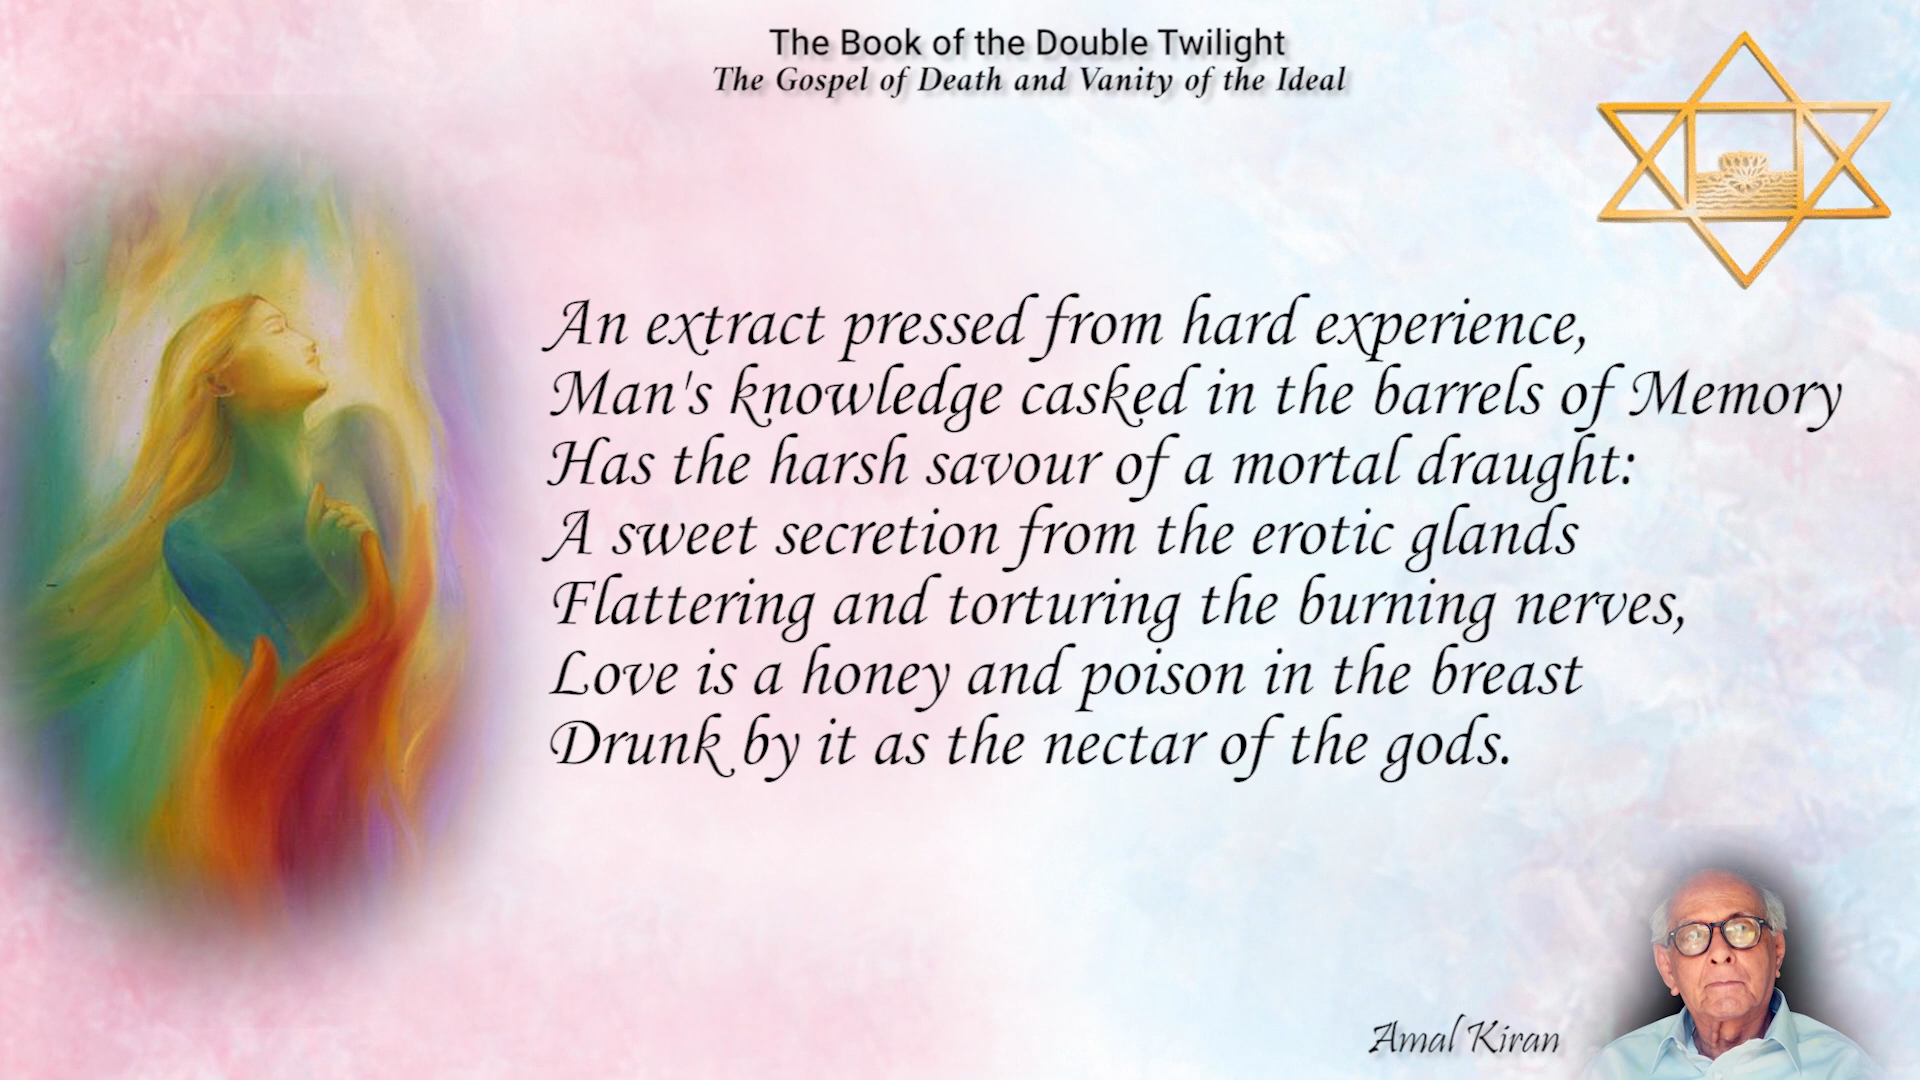 The Book of the Double Twilight
The Gospel of Death and Vanity of the Ideal
An extract pressed from hard experience,
Man's knowledge casked in the barrels of Memory
Has the harsh savour of a mortal draught:
A sweet secretion from the erotic glands
Flattering and torturing the burning nerves,
Love is a honey and poison in the breast
Drunk by it as the nectar of the gods.
Amal Kiran